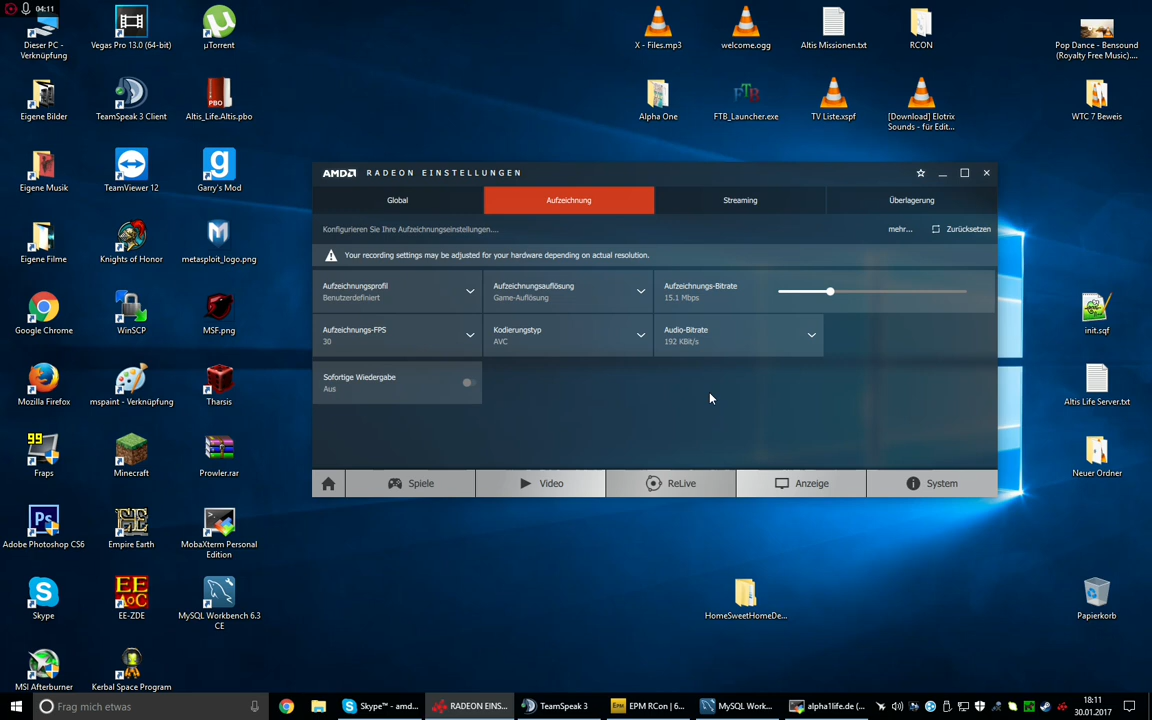 04:11
Dieser PC -
Verknüpfung
Vegas Pro 13.0 (64-bit)
µTorrent
X - Files.mp3
welcome.ogg
Altis Missionen.txt
RCON
Pop Dance - Bensound
(Royalty Free Music)....
Eigene Bilder
TeamSpeak 3 Client
PBO
Altis_Life.Altis.pbo
Alpha One
FTB
FTB_Launcher.exe
TV Liste.xspf
[Download] Elotrix
Sounds - für Edit...
WTC 7 Beweis
Eigene Musik
TeamViewer 12
Garry's Mod
AMD RADEON EINSTELLUNGEN
Global
Aufzeichnung
Streaming
Überlagerung
Konfigurieren Sie Ihre Aufzeichnungseinstellungen....
mehr...
Zurücksetzen
Your recording settings may be adjusted for your hardware depending on actual resolution.
Aufzeichnungsprofil
Benutzerdefiniert
Aufzeichnungsauflösung
Game-Auflösung
Aufzeichnungs-Bitrate
15.1 Mbps
Aufzeichnungs-FPS
30
Kodierungstyp
AVC
Audio-Bitrate
192 KBit/s
Sofortige Wiedergabe
Aus
Spiele
Video
ReLive
Anzeige
System
Eigene Filme
Knights of Honor
metasploit_logo.png
Google Chrome
WinSCP
MSF.png
init.sqf
Mozilla Firefox
mspaint - Verknüpfung
Tharsis
Altis Life Server.txt
99
Fraps
Minecraft
Prowler.rar
Neuer Ordner
Ps
Adobe Photoshop CS6
Empire Earth
MobaXterm Personal
Edition
Skype
EE
AoC
EE-ZDE
MySQL Workbench 6.3
CE
HomeSweetHomeDe...
Papierkorb
MSI Afterburner
Kerbal Space Program
Frag mich etwas
Skype™ - amd...
RADEON EINS...
TeamSpeak 3
EPM
EPM RCon | 6...
MySQL Work...
alpha1life.de (...
18:11
30.01.2017